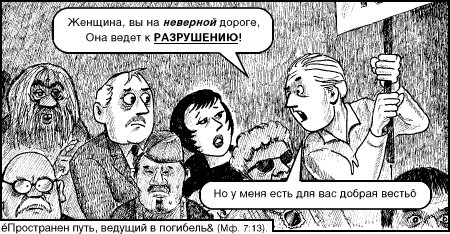 Женщина, вы на неверной дороге,
Она ведет к РАЗРУШЕНИЮ!
Но у меня есть для вас добрая вестьô
éПространен путь, ведущий в погибель& (Мф. 7:13).